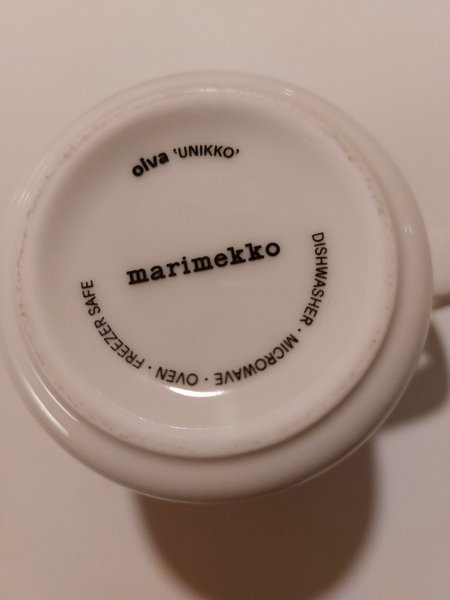 oiva 'UNIKKO'
marimekko
DISHWASHER · MICROWAVE · OVEN · FREEZER SAFE